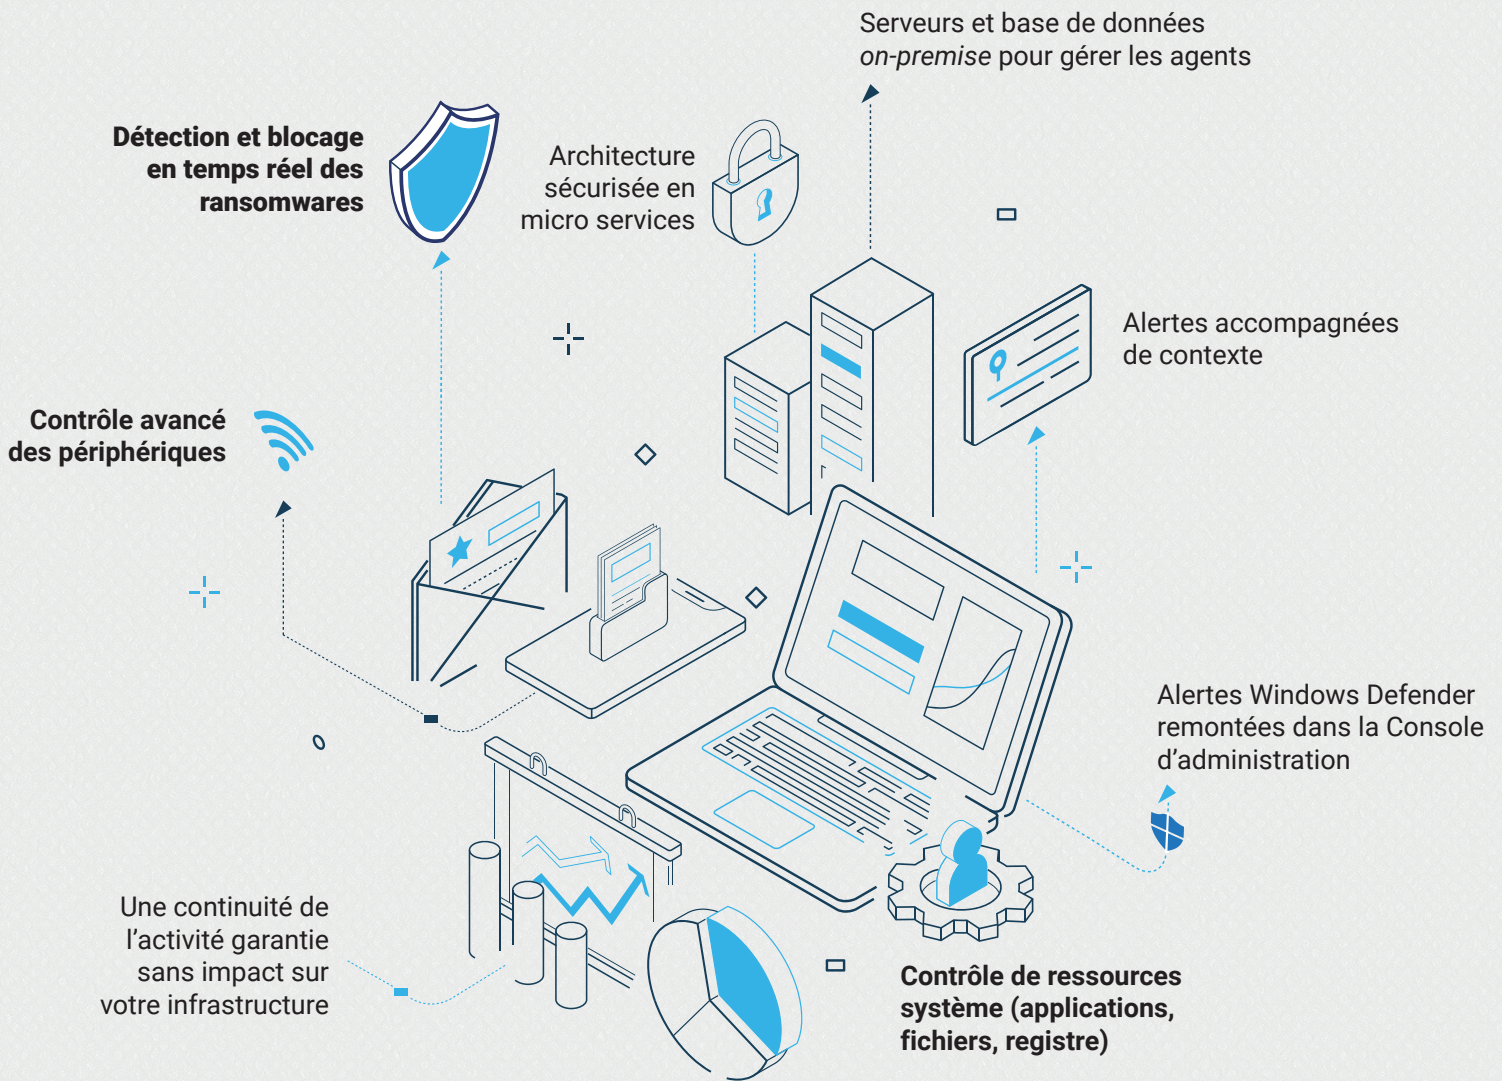 Serveurs et base de données
on-premise pour gérer les agents
Détection et blocage
en temps réel des
ransomwares
Architecture
sécurisée en
micro services
Alertes accompagnées
de contexte
Contrôle avancé
des périphériques
Alertes Windows Defender
remontées dans la Console
d’administration
Une continuité de
l’activité garantie
sans impact sur
votre infrastructure
Contrôle de ressources
système (applications,
fichiers, registre)